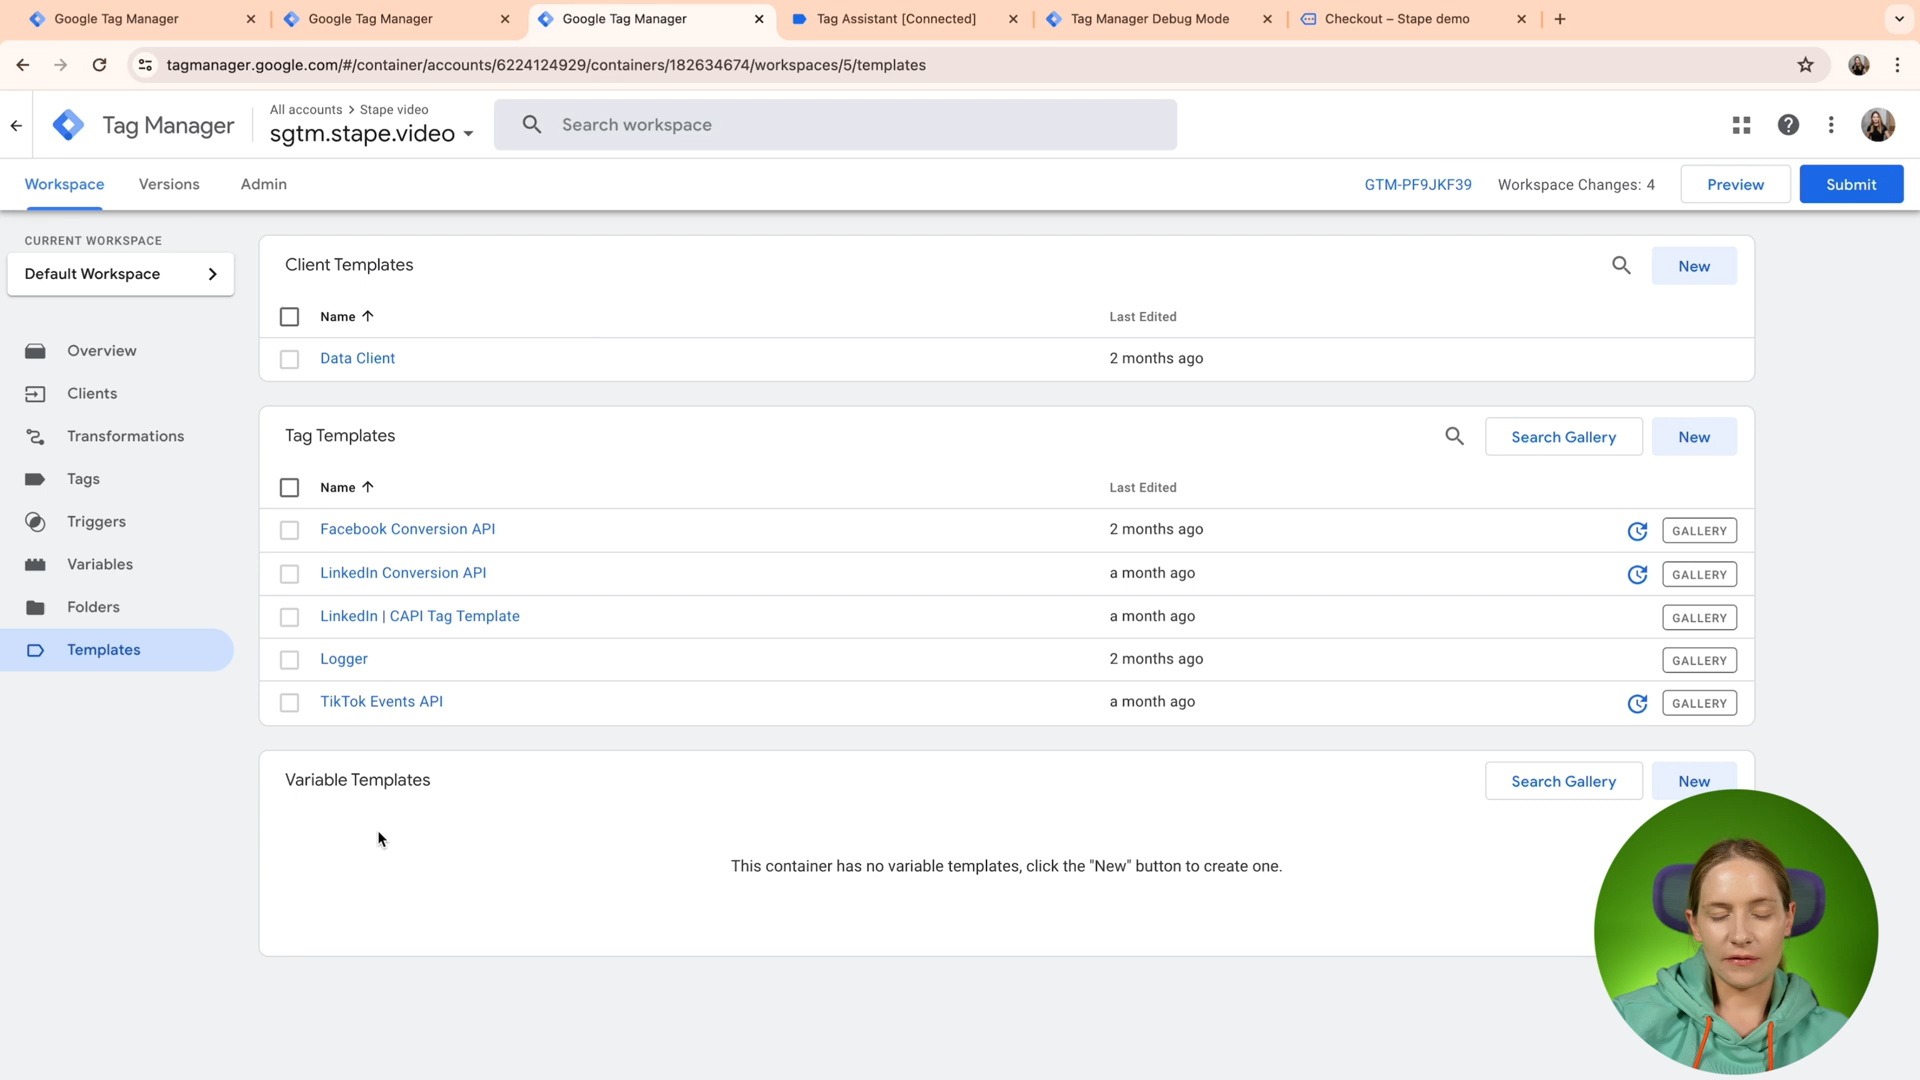 Google Tag Manager
Google Tag Manager
Google Tag Manager
Tag Assistant [Connected]
Tag Manager Debug Mode
Checkout – Stape demo
tagmanager.google.com/#/container/accounts/6224124929/containers/182634674/workspaces/5/templates
Tag Manager
All accounts > Stape video
sgtm.stape.video
Search workspace
Workspace
Versions
Admin
GTM-PF9JKF39
Workspace Changes: 4
Preview
Submit
CURRENT WORKSPACE
Default Workspace
Overview
Clients
Transformations
Tags
Triggers
Variables
Folders
Templates
Client Templates
New
Name
Last Edited
Data Client
2 months ago
Tag Templates
Search Gallery
New
Name
Last Edited
Facebook Conversion API
2 months ago
GALLERY
LinkedIn Conversion API
a month ago
GALLERY
LinkedIn | CAPI Tag Template
a month ago
GALLERY
Logger
2 months ago
GALLERY
TikTok Events API
a month ago
GALLERY
Variable Templates
Search Gallery
New
This container has no variable templates, click the "New" button to create one.